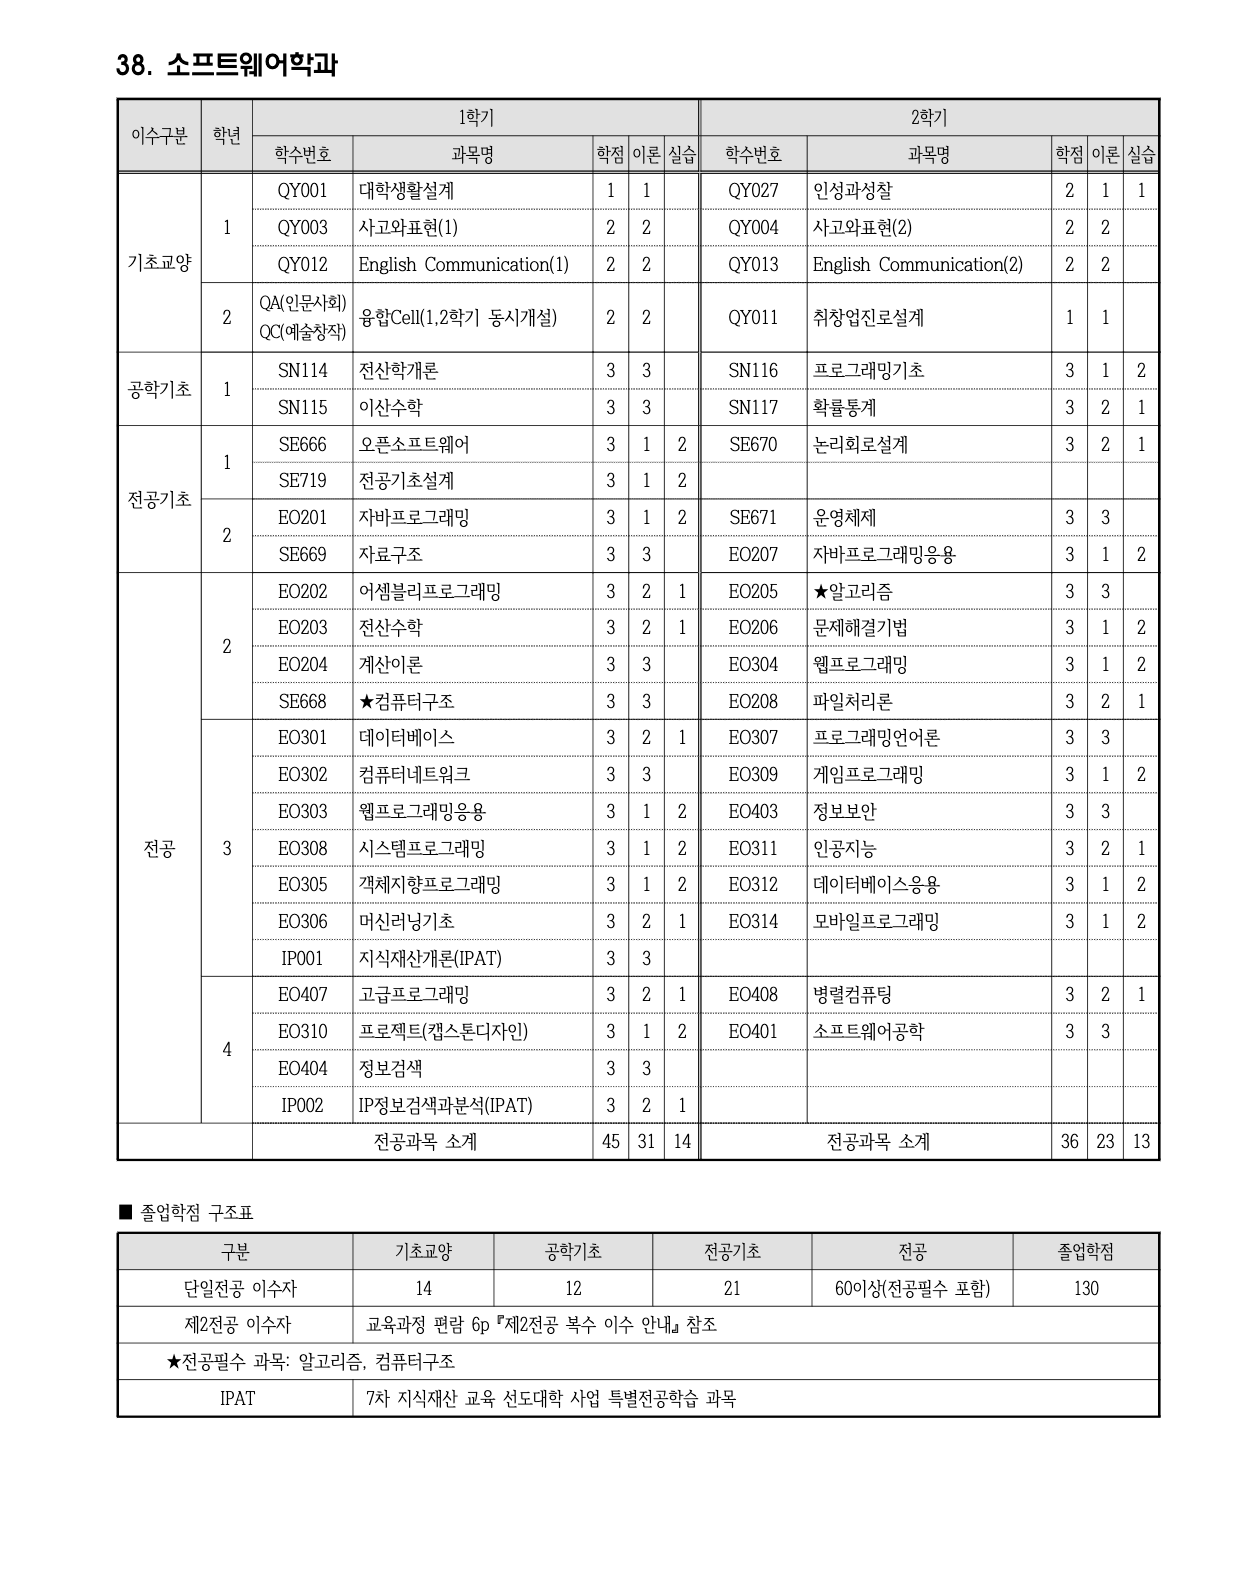 38. 소프트웨어학과
이수구분 학년 1학기 2학기
학수번호 과목명 학점 이론 실습 학수번호 과목명 학점 이론 실습
기초교양 1 QY001 대학생활설계 1 1 QY027 인성과성찰 2 1 1
QY003 사고와표현(1) 2 2 QY004 사고와표현(2) 2 2
QY012 English Communication(1) 2 2 QY013 English Communication(2) 2 2
2 QA(인문사회) QC(예술창작) 융합Cell(1,2학기 동시개설) 2 2 QY011 취창업진로설계 1 1
공학기초 1 SN114 전산학개론 3 3 SN116 프로그래밍기초 3 1 2
SN115 이산수학 3 3 SN117 확률통계 3 2 1
전공기초 1 SE666 오픈소프트웨어 3 1 2 SE670 논리회로설계 3 2 1
SE719 전공기초설계 3 1 2
2 EO201 자바프로그래밍 3 1 2 SE671 운영체제 3 3
SE669 자료구조 3 3 EO207 자바프로그래밍응용 3 1 2
전공 2 EO202 어셈블리프로그래밍 3 2 1 EO205 ★알고리즘 3 3
EO203 전산수학 3 2 1 EO206 문제해결기법 3 1 2
EO204 계산이론 3 3 EO304 웹프로그래밍 3 1 2
SE668 ★컴퓨터구조 3 3 EO208 파일처리론 3 2 1
3 EO301 데이터베이스 3 2 1 EO307 프로그래밍언어론 3 3
EO302 컴퓨터네트워크 3 3 EO309 게임프로그래밍 3 1 2
EO303 웹프로그래밍응용 3 1 2 EO403 정보보안 3 3
EO308 시스템프로그래밍 3 1 2 EO311 인공지능 3 2 1
EO305 객체지향프로그래밍 3 1 2 EO312 데이터베이스응용 3 1 2
EO306 머신러닝기초 3 2 1 EO314 모바일프로그래밍 3 1 2
IP001 지식재산개론(IPAT) 3 3
4 EO407 고급프로그래밍 3 2 1 EO408 병렬컴퓨팅 3 2 1
EO310 프로젝트(캡스톤디자인) 3 1 2 EO401 소프트웨어공학 3 3
EO404 정보검색 3 3
IP002 IP정보검색과분석(IPAT) 3 2 1
전공과목 소계 45 31 14 전공과목 소계 36 23 13
■ 졸업학점 구조표
구분 기초교양 공학기초 전공기초 전공 졸업학점
단일전공 이수자 14 12 21 60이상(전공필수 포함) 130
제2전공 이수자 교육과정 편람 6p 『제2전공 복수 이수 안내』 참조
★전공필수 과목: 알고리즘, 컴퓨터구조
IPAT 7차 지식재산 교육 선도대학 사업 특별전공학습 과목